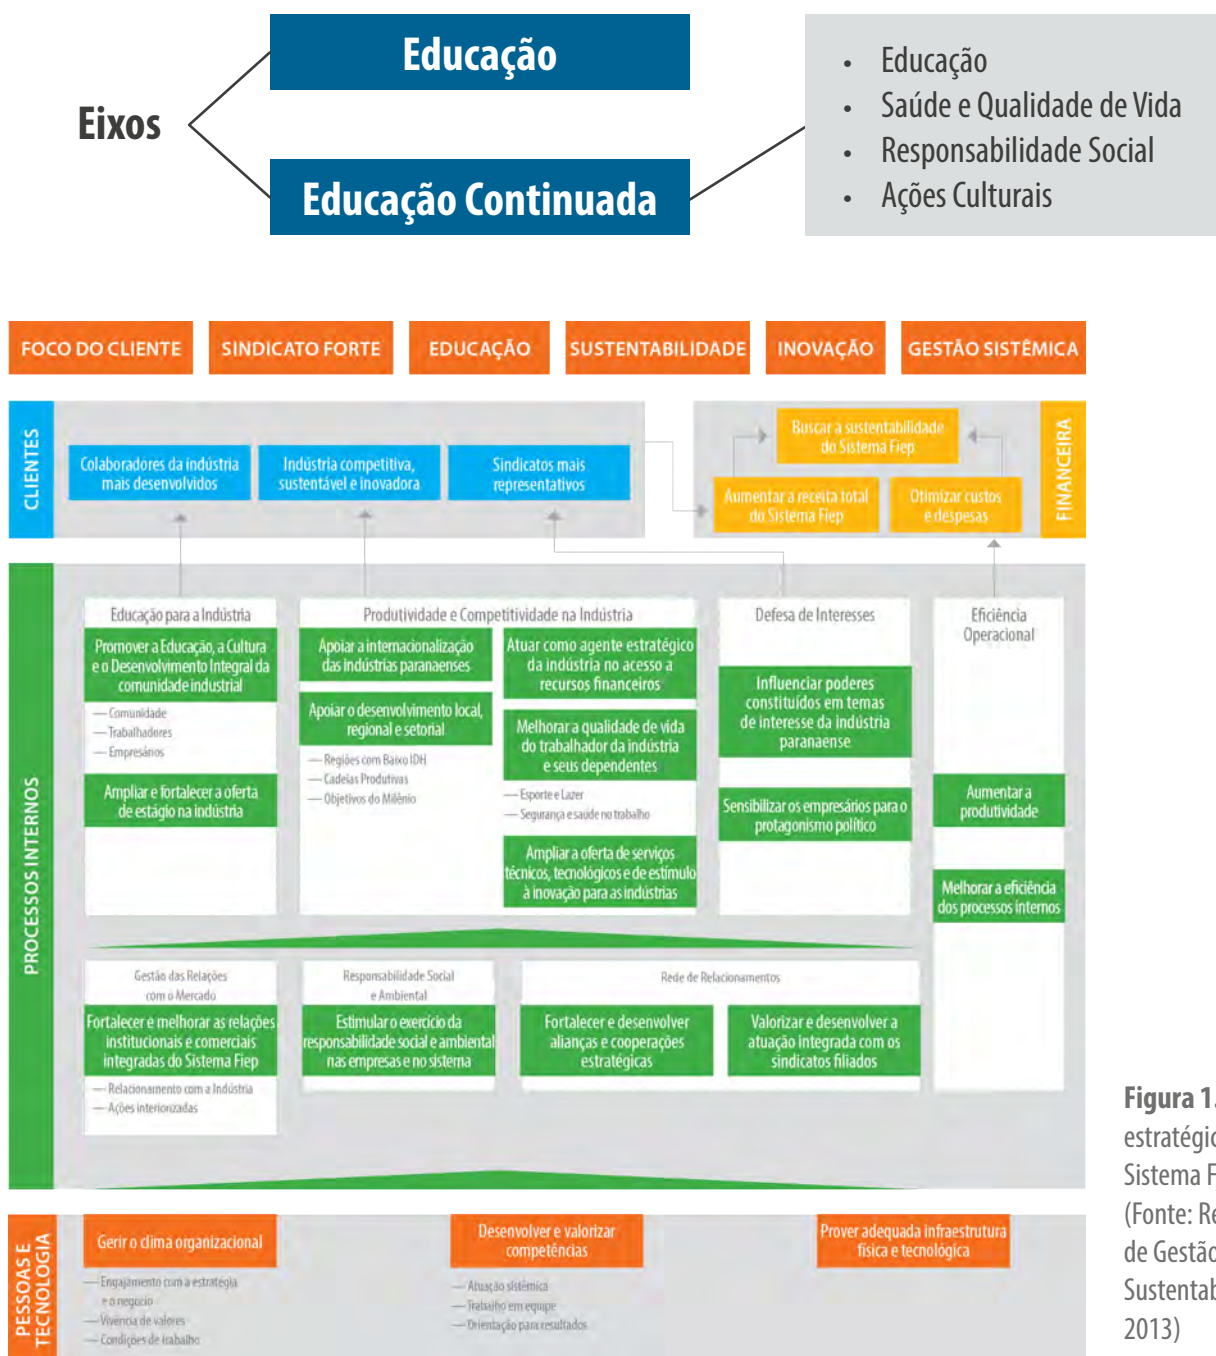 Eixos
Educação
Educação Continuada
• Educação
• Saúde e Qualidade de Vida
• Responsabilidade Social
• Ações Culturais
FOCO DO CLIENTE
SINDICATO FORTE
EDUCAÇÃO
SUSTENTABILIDADE
INOVAÇÃO
GESTÃO SISTÊMICA
CLIENTES
Colaboradores da indústria
mais desenvolvidos
Indústria competitiva,
sustentável e inovadora
Sindicatos mais
representativos
Buscar a sustentabilidade
do Sistema Fiep
Aumentar a receita total
do Sistema Fiep
Otimizar custos
e despesas
FINANCEIRA
PROCESSOS INTERNOS
Educação para a Indústria
Promover a Educação, a Cultura
e o Desenvolvimento Integral da
comunidade industrial
— Comunidade
— Trabalhadores
— Empresários
Ampliar e fortalecer a oferta
de estágio na indústria
Produtividade e Competitividade na Indústria
Apoiar a internacionalização
das indústrias paranaenses
Apoiar o desenvolvimento local,
regional e setorial
— Regiões com Baixo IDH
— Cadeias Produtivas
— Objetivos do Milênio
Atuar como agente estratégico
da indústria no acesso a
recursos financeiros
Melhorar a qualidade de vida
do trabalhador da indústria
e seus dependentes
— Esporte e Lazer
— Segurança e saúde no trabalho
Ampliar a oferta de serviços
técnicos, tecnológicos e de estímulo
à inovação para as indústrias
Defesa de Interesses
Influenciar poderes
constituídos em temas
de interesse da indústria
paranaense
Sensibilizar os empresários para o
protagonismo político
Eficiência
Operacional
Aumentar a
produtividade
Melhorar a eficiência
dos processos internos
Gestão das Relações
com o Mercado
Fortalecer e melhorar as relações
institucionais e comerciais
integradas do Sistema Fiep
— Relacionamento com a Indústria
— Ações interiorizadas
Responsabilidade Social
e Ambiental
Estimular o exercício da
responsabilidade social e ambiental
nas empresas e no sistema
Rede de Relacionamentos
Fortalecer e desenvolver
alianças e cooperações
estratégicas
Valorizar e desenvolver a
atuação integrada com os
sindicatos filiados
PESSOAS E
TECNOLOGIA
Gerir o clima organizacional
— Engajamento com a estratégia
e o negócio
— Vivência de valores
— Condições de trabalho
Desenvolver e valorizar
competências
— Atuação sistêmica
— Trabalho em equipe
— Orientação para resultados
Prover adequada infraestrutura
física e tecnológica
Figura 1.
estratégic
Sistema F
(Fonte: Re
de Gestão
Sustentab
2013)